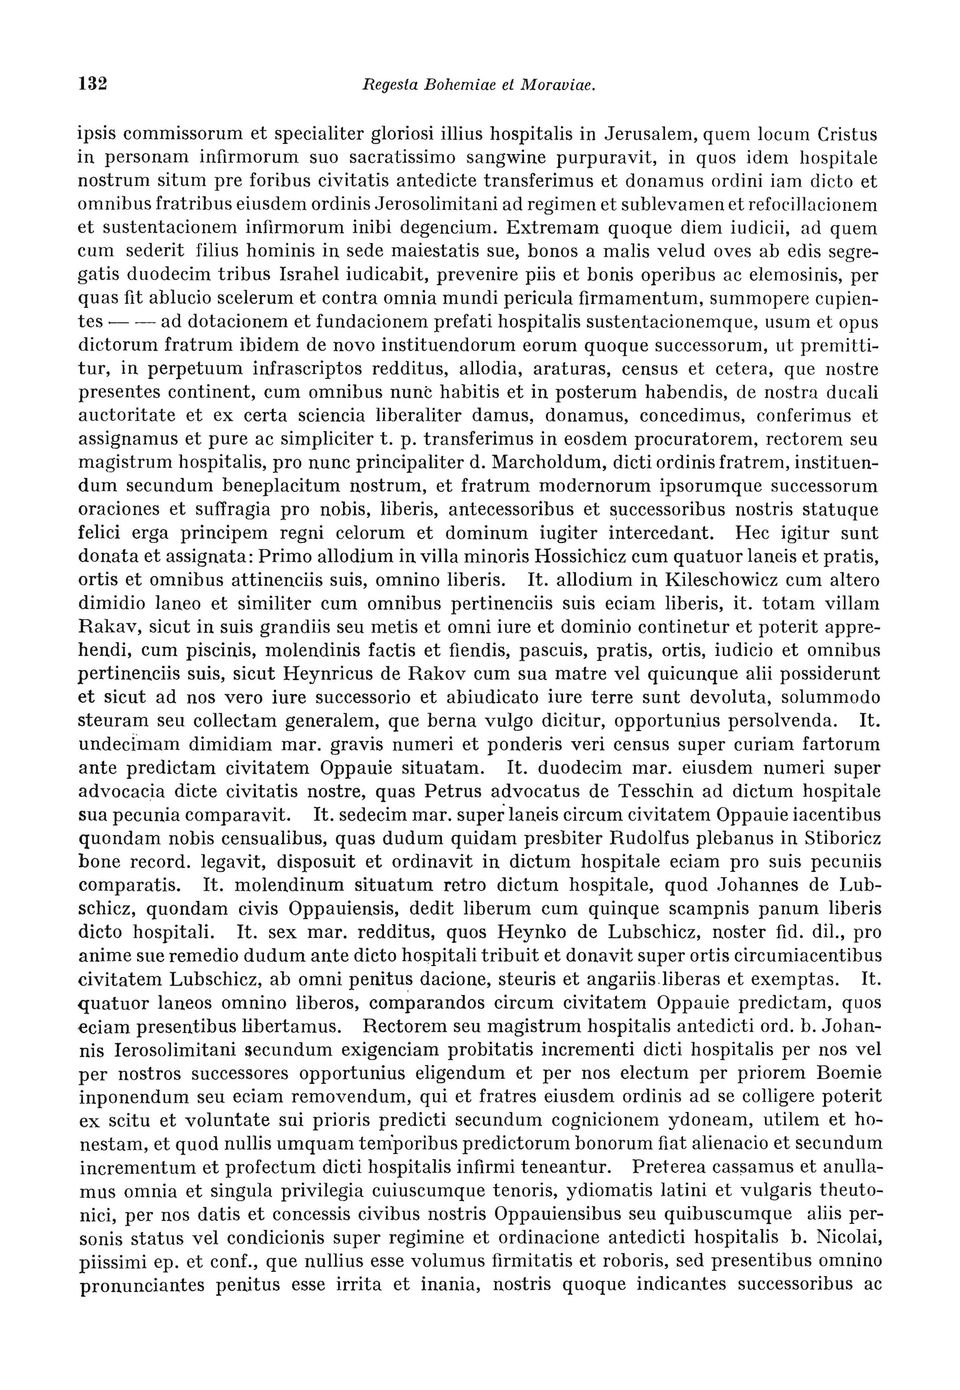 132 Regesta Bohemiae et Moraviae.
ipsis commissorum et specialiter gloriosi illius hospitalis in Jerusalem, quem locum Cristus
in personam infirmorum suo sacratissimo sangwine purpuravit, in quos idem hospitale
nostrum situm pre foribus civitatis antedicte transferimus et donamus ordini iam dicto et
omnibus fratribus eiusdem ordinis Jerosolimitani ad regimen et sublevamen et refocillacionem
et sustentacionem infirmorum inibi degencium. Extremam quoque diem iudicii, ad quem
cum sederit filius hominis in sede maiestatis sue, bonos a malis velud oves ab edis segre-
gatis duodecim tribus Israhel iudicabit, prevenire piis et bonis operibus ac elemosinis, per
quas fit ablucio scelerum et contra omnia mundi pericula firmamentum, summopere cupien-
tes — — ad dotacionem et fundacionem prefati hospitalis sustentacionemque, usum et opus
dictorum fratrum ibidem de novo instituendorum eorum quoque successorum, ut premitti-
tur, in perpetuum infrascriptos redditus, allodia, araturas, census et cetera, que nostre
presentes continent, cum omnibus nunc habitis et in posterum habendis, de nostra ducali
auctoritate et ex certa sciencia liberaliter damus, donamus, concedimus, conferimus et
assignamus et pure ac simpliciter t. p. transferimus in eosdem procuratorem, rectorem seu
magistrum hospitalis, pro nunc principaliter d. Marcholdum, dicti ordinis fratrem, instituen-
dum secundum beneplacitum nostrum, et fratrum modernorum ipsorumque successorum
oraciones et suffragia pro nobis, liberis, antecessoribus et successoribus nostris statuque
felici erga principem regni celorum et dominum iugiter intercedant. Hec igitur sunt
donata et assignata: Primo allodium in villa minoris Hossichicz cum quatuor laneis et pratis,
ortis et omnibus attinenciis suis, omnino liberis. It. allodium in Kileschowicz cum altero
dimidio laneo et similiter cum omnibus pertinenciis suis eciam liberis, it. totam villam
Rakav, sicut in suis grandiis seu metis et omni iure et dominio continetur et poterit appre-
hendi, cum piscinis, molendinis factis et fiendis, pascuis, pratis, ortis, iudicio et omnibus
pertinenciis suis, sicut Heynricus de Rakov cum sua matre vel quicunque alii possiderunt
et sicut ad nos vero iure successorio et abiudicato iure terre sunt devoluta, solummodo
steuram seu collectam generalem, que berna vulgo dicitur, opportunius persolvenda. It.
undecimam dimidiam mar. gravis numeri et ponderis veri census super curiam fartorum
ante predictam civitatem Oppauie situatam. It. duodecim mar. eiusdem numeri super
advocacia dicte civitatis nostre, quas Petrus advocatus de Tesschin ad dictum hospitale
sua pecunia comparavit. It. sedecim mar. super laneis circum civitatem Oppauie iacentibus
quondam nobis censualibus, quas dudum quidam presbiter Rudolfus plebanus in Stiboricz
bone record. legavit, disposuit et ordinavit in dictum hospitale eciam pro suis pecuniis
comparatis. It. molendinum situatum retro dictum hospitale, quod Johannes de Lub-
schicz, quondam civis Oppauiensis, dedit liberum cum quinque scampnis panum liberis
dicto hospitali. It. sex mar. redditus, quos Heynko de Lubschicz, noster fid. dil., pro
anime sue remedio dudum ante dicto hospitali tribuit et donavit super ortis circumiacentibus
civitatem Lubschicz, ab omni penitus dacione, steuris et angariis liberas et exemptas. It.
quatuor laneos omnino liberos, comparandos circum civitatem Oppauie predictam, quos
eciam presentibus libertamus. Rectorem seu magistrum hospitalis antedicti ord. b. Johan-
nis Ierosolimitani secundum exigenciam probitatis incrementi dicti hospitalis per nos vel
per nostros successores opportunius eligendum et per nos electum per priorem Boemie
inponendum seu eciam removendum, qui et fratres eiusdem ordinis ad se colligere poterit
ex scitu et voluntate sui prioris predicti secundum cognicionem ydoneam, utilem et ho-
nestam, et quod nullis umquam temporibus predictorum bonorum fiat alienacio et secundum
incrementum et profectum dicti hospitalis infirmi teneantur. Preterea cassamus et anulla-
mus omnia et singula privilegia cuiuscumque tenoris, ydiomatis latini et vulgaris theuto-
nici, per nos datis et concessis civibus nostris Oppauiensibus seu quibuscumque aliis per-
sonis status vel condicionis super regimine et ordinacione antedicti hospitalis b. Nicolai,
piissimi ep. et conf., que nullius esse volumus firmitatis et roboris, sed presentibus omnino
pronunciantes penitus esse irrita et inania, nostris quoque indicantes successoribus ac